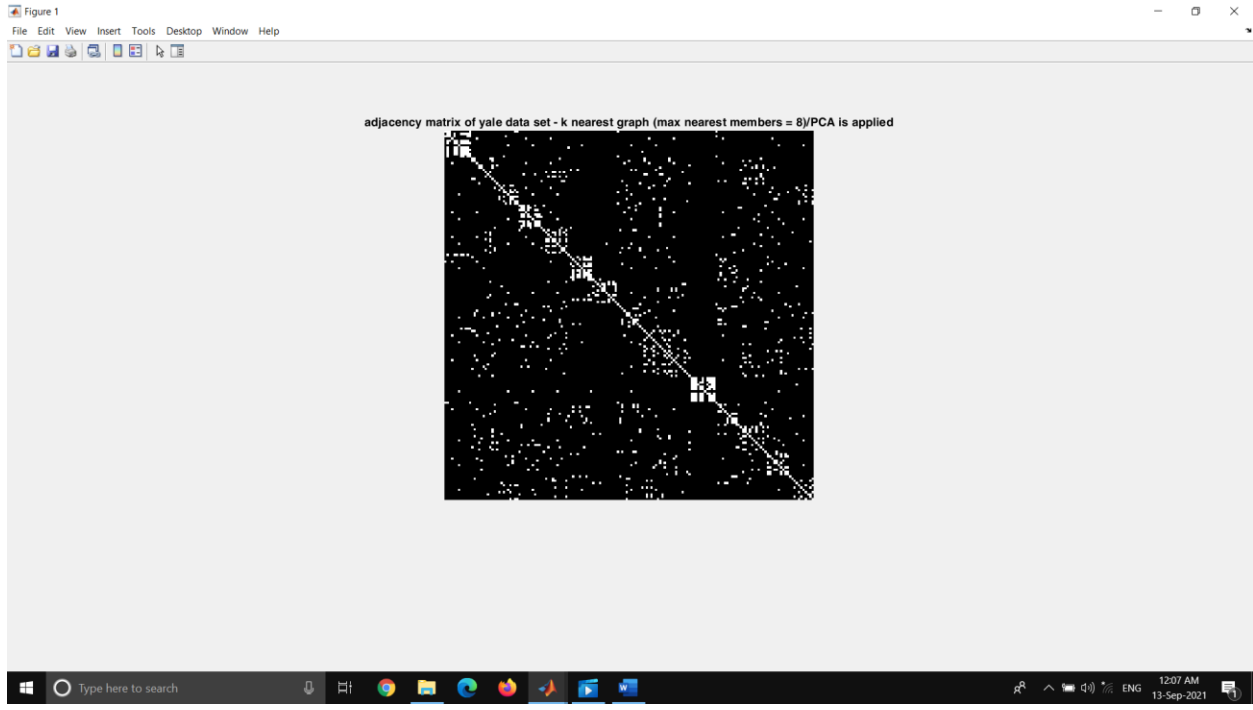 Figure 1
File Edit View Insert Tools Desktop Window Help
adjacency matrix of yale data set - k nearest graph (max nearest members = 8)/PCA is applied
Type here to search
ENG
12:07 AM
13-Sep-2021
1